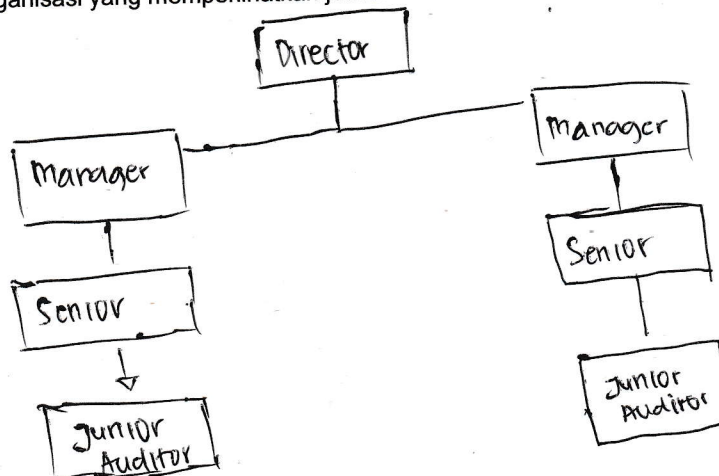 ganisasi yang memperlihatkan j
Director
Manager
Manager
Senior
Senior
Junior
Auditor
Junior
Auditor